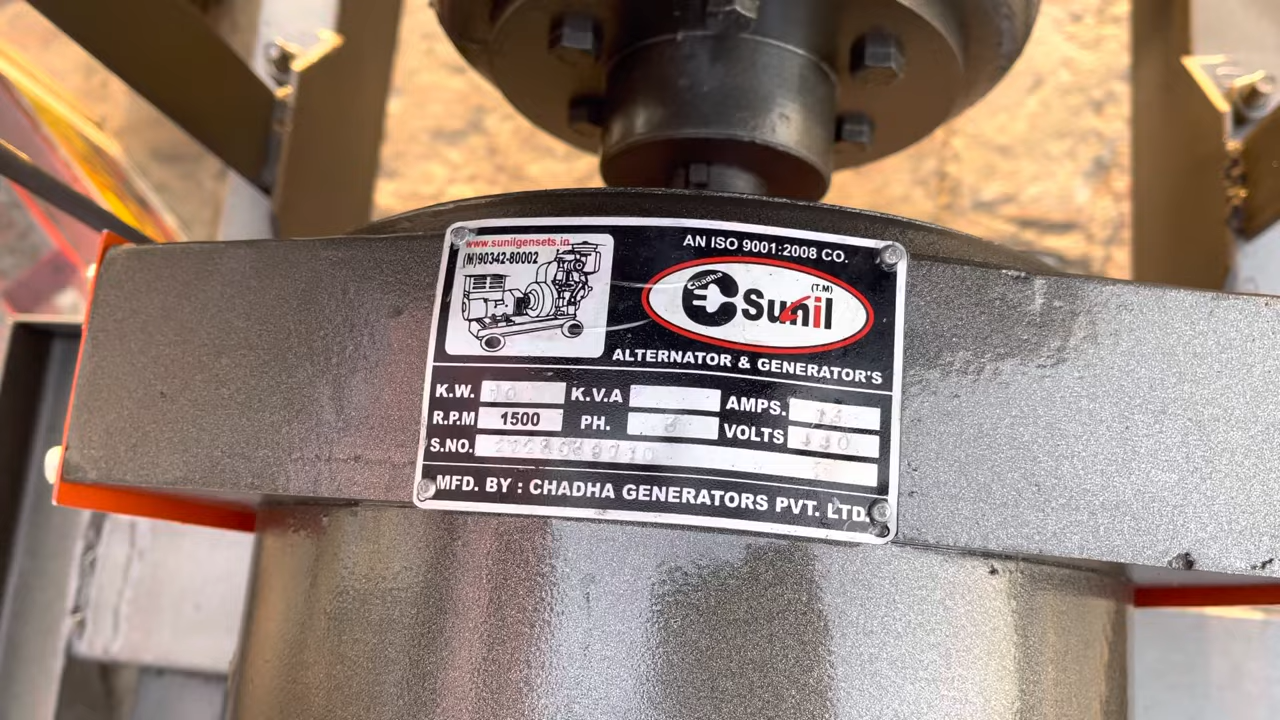 www.sunilgensets.in
(M)90342-80002
AN ISO 9001:2008 CO.
Chadha
Sunil
(T.M)
ALTERNATOR & GENERATOR'S
K.W. K.V.A AMPS.
R.P.M 1500 PH. 3 VOLTS
S.NO.
MFD. BY : CHADHA GENERATORS PVT. LTD.